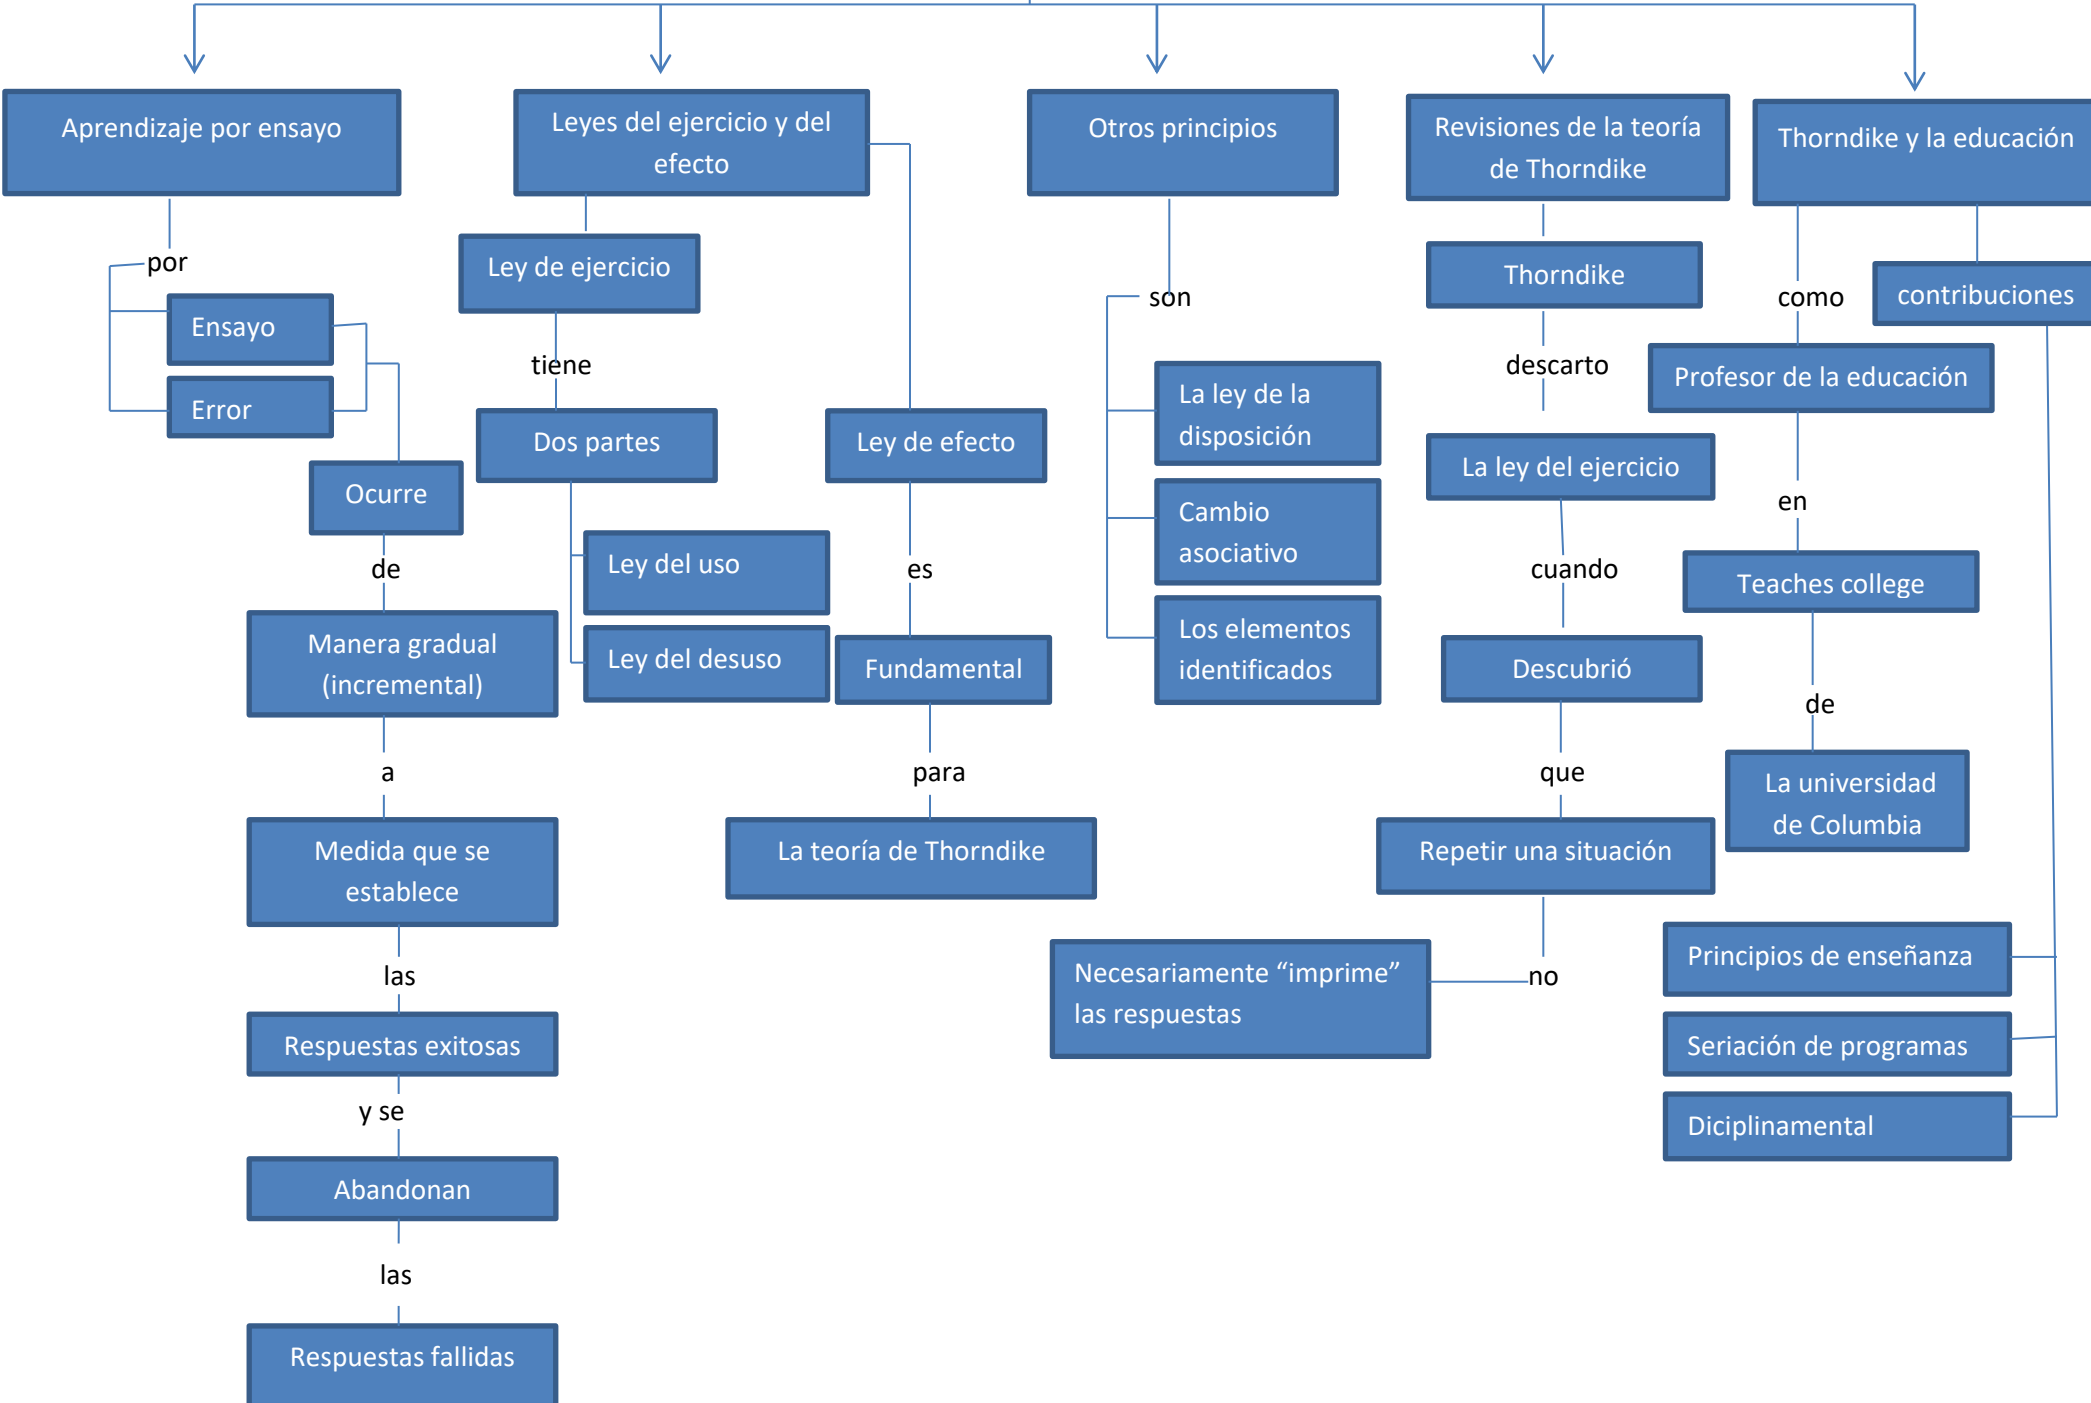 Aprendizaje por ensayo
por
Ensayo
Error
Ocurre
de
Manera gradual
(incremental)
a
Medida que se
establece
las
Respuestas exitosas
y se
Abandonan
las
Respuestas fallidas
Leyes del ejercicio y del
efecto
Ley de ejercicio
tiene
Dos partes
Ley del uso
Ley del desuso
Ley de efecto
es
Fundamental
para
La teoría de Thorndike
Otros principios
son
La ley de la
disposición
Cambio
asociativo
Los elementos
identificados
Revisiones de la teoría
de Thorndike
Thorndike
descarto
La ley del ejercicio
cuando
Descubrió
que
Repetir una situación
no
Necesariamente “imprime”
las respuestas
Thorndike y la educación
como
Profesor de la educación
en
Teaches college
de
La universidad
de Columbia
contribuciones
Principios de enseñanza
Seriación de programas
Diciplinamental